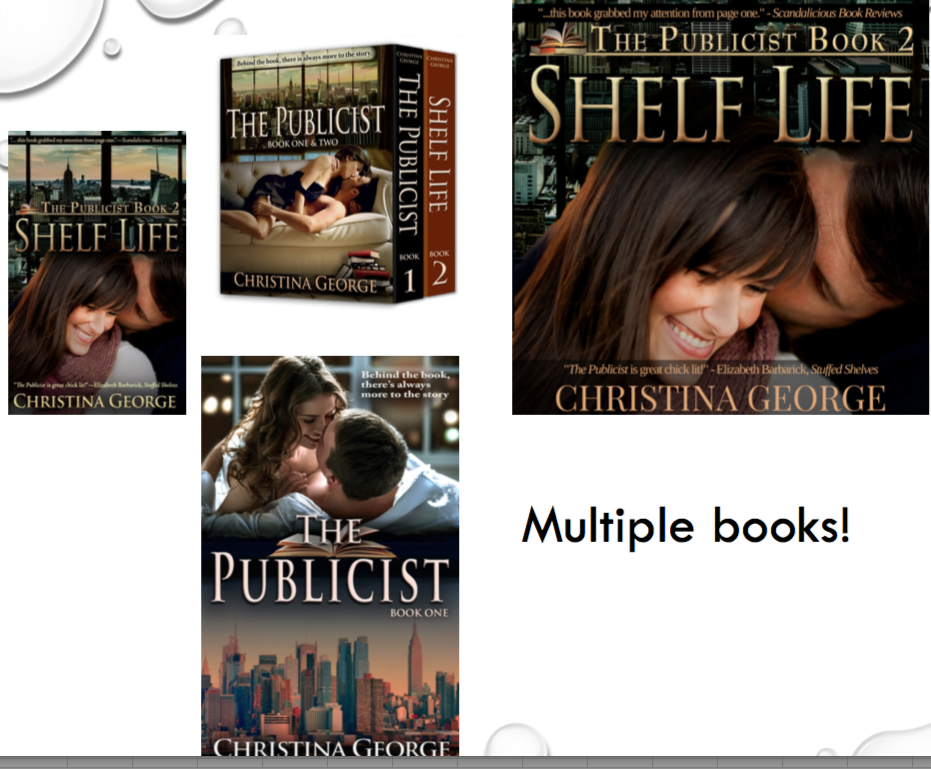 "...this book grabbed my attention from page one." - Scandalicious Book Reviews
THE PUBLICIST BOOK 2
SHELF LIFE
"The Publicist is great chick lit!" - Elizabeth Barbarick, Stuffed Shelves
CHRISTINA GEORGE
Behind the book, there is always more to the story.
THE PUBLICIST
BOOK ONE & TWO
CHRISTINA GEORGE
CHRISTINA GEORGE
THE PUBLICIST
BOOK
1
CHRISTINA GEORGE
SHELF LIFE
BOOK
2
"...this book grabbed my attention from page one."—Scandalicious Book Reviews
THE PUBLICIST BOOK 2
SHELF LIFE
"The Publicist is great chick lit!"—Elizabeth Barbarick, Stuffed Shelves
CHRISTINA GEORGE
Behind the book,
there's always
more to the story
THE
PUBLICIST
BOOK ONE
CHRISTINA GEORGE
Multiple books!